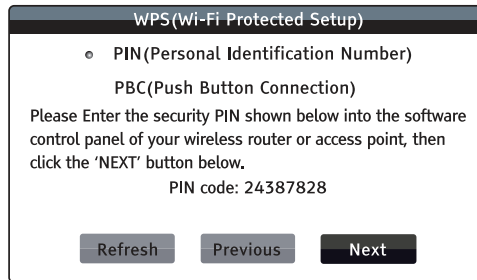 WPS(Wi-Fi Protected Setup)
PIN(Personal Identification Number)
PBC(Push Button Connection)
Please Enter the security PIN shown below into the software
control panel of your wireless router or access point, then
click the ‘NEXT’ button below.
PIN code: 24387828
Refresh Previous Next